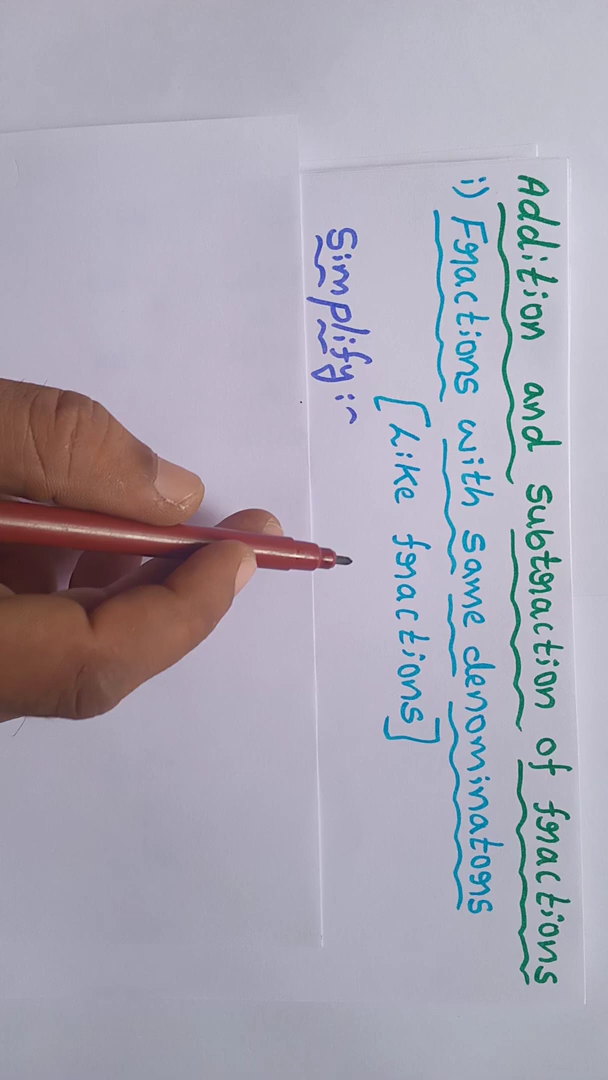 Addition and subtraction of fractions
i) Fractions with same denominators
[Like fractions]
Simplify:-